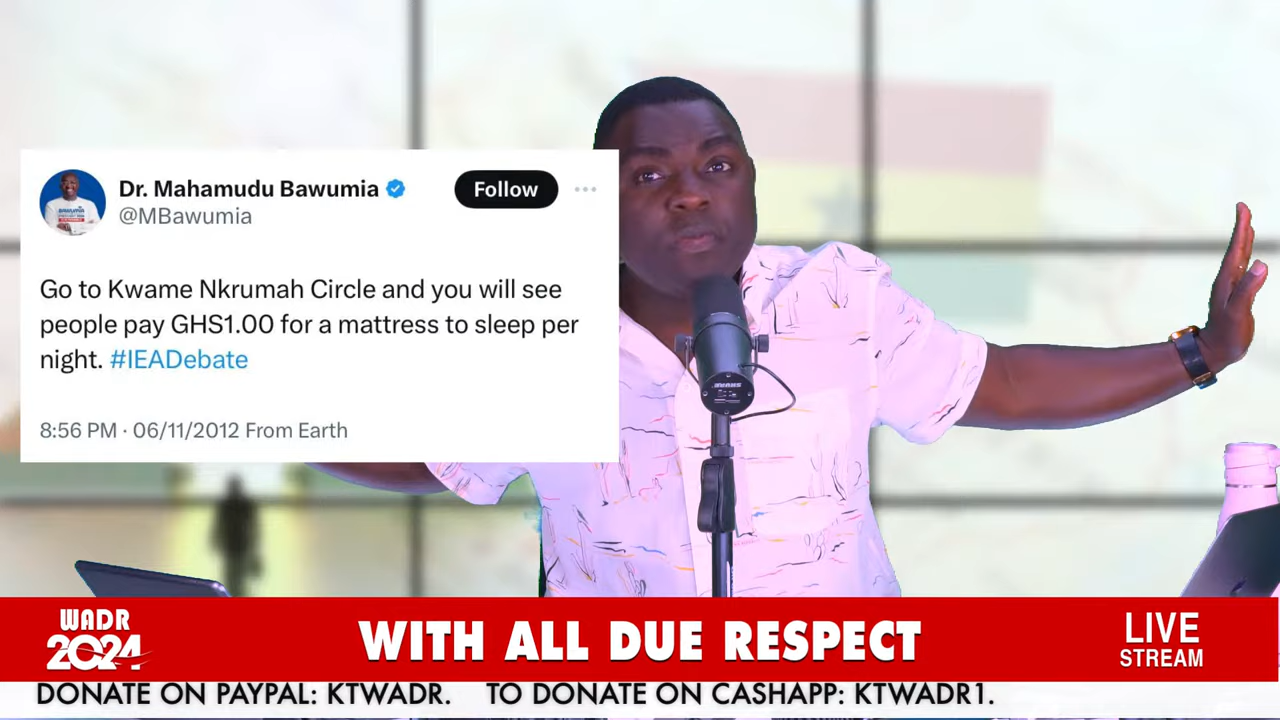 Dr. Mahamudu Bawumia
@MBawumia
Follow
Go to Kwame Nkrumah Circle and you will see
people pay GHS1.00 for a mattress to sleep per
night. #IEADebate
8:56 PM · 06/11/2012 From Earth
SHURE
WADR
2024
WITH ALL DUE RESPECT
LIVE
STREAM
DONATE ON PAYPAL: KTWADR. TO DONATE ON CASHAPP: KTWADR1.